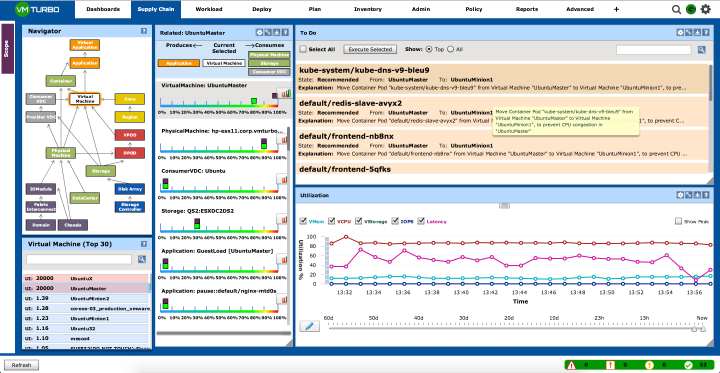 VMTURBO
Dashboards
Supply Chain
Workload
Deploy
Plan
Inventory
Admin
Policy
Reports
Advanced
+
Scope
Navigator
?
Virtual Application
Application
Container
Consumer VDC
Virtual Machine
Zone
Provider VDC
Region
VPOD
Physical Machine
DPOD
Storage
IOModule
Disk Array
DataCenter
Fabric Interconnect
Storage Controller
Domain
Chassis
Virtual Machine (Top 30)
?
UI: 20000 UbuntuX
UI: 20000 UbuntuMaster
UI: 1.39 UbuntuMinion2
UI: 1.28 coreos-03_production_vmware_
UI: 1.23 UbuntuMinion1
UI: 1.16 Ubuntu32
UI: 1.10 mesos4
Related: UbuntuMaster
Produces
Current Selected
Consumes
Application
Virtual Machine
Physical Machine
Storage
Consumer VDC
VirtualMachine: UbuntuMaster
0% 10% 20% 30% 40% 50% 60% 70% 80% 90% 100%
PhysicalMachine: hp-esx11.corp.vmturbo...
0% 10% 20% 30% 40% 50% 60% 70% 80% 90% 100%
ConsumerVDC: Ubuntu
0% 10% 20% 30% 40% 50% 60% 70% 80% 90% 100%
Storage: QS2:ESXDC2DS2
0% 10% 20% 30% 40% 50% 60% 70% 80% 90% 100%
Application: GuestLoad [UbuntuMaster]
0% 10% 20% 30% 40% 50% 60% 70% 80% 90% 100%
Application: pause::default/nginx-mtd0s
0% 10% 20% 30% 40% 50% 60% 70% 80% 90% 100%
To Do
Select All
Execute Selected
Show: Top All
kube-system/kube-dns-v9-bleu9
State: Recommended From: UbuntuMaster To: UbuntuMinion1
Explanation: Move Container Pod "kube-system/kube-dns-v9-bleu9" from Virtual Machine "UbuntuMaster" to Virtual Machine "UbuntuMinion1", to pre...
default/redis-slave-avyx2
State: Recommended From: UbuntuMaster To: UbuntuMinion1
Explanation: Move Container Pod "default/redis-slave-avyx2" from Virtual
to prevent C...
Move Container Pod "kube-system/kube-dns-v9-bleu9" from
Virtual Machine "UbuntuMaster" to Virtual Machine
"UbuntuMinion1", to prevent CPU congestion in
"UbuntuMaster"
default/frontend-nb8nx
State: Recommended From: UbuntuMaster To: UbuntuMinion1
Explanation: Move Container Pod "default/frontend-nb8nx" from Virtual Machine "UbuntuMaster" to Virtual Machine "UbuntuMinion1", to prevent CPU ...
default/frontend-5qfks
Utilization
VMem VCPU VStorage IOPS Latency
Show Peak
Utilization %
100
80
60
40
20
0
13:32 13:34 13:36 13:38 13:40 13:42 13:44 13:46 13:48 13:50 13:52 13:54 13:56
Time
60d 50d 40d 30d 20d 10d 7d 3d Now
Refresh
0 0 0 52